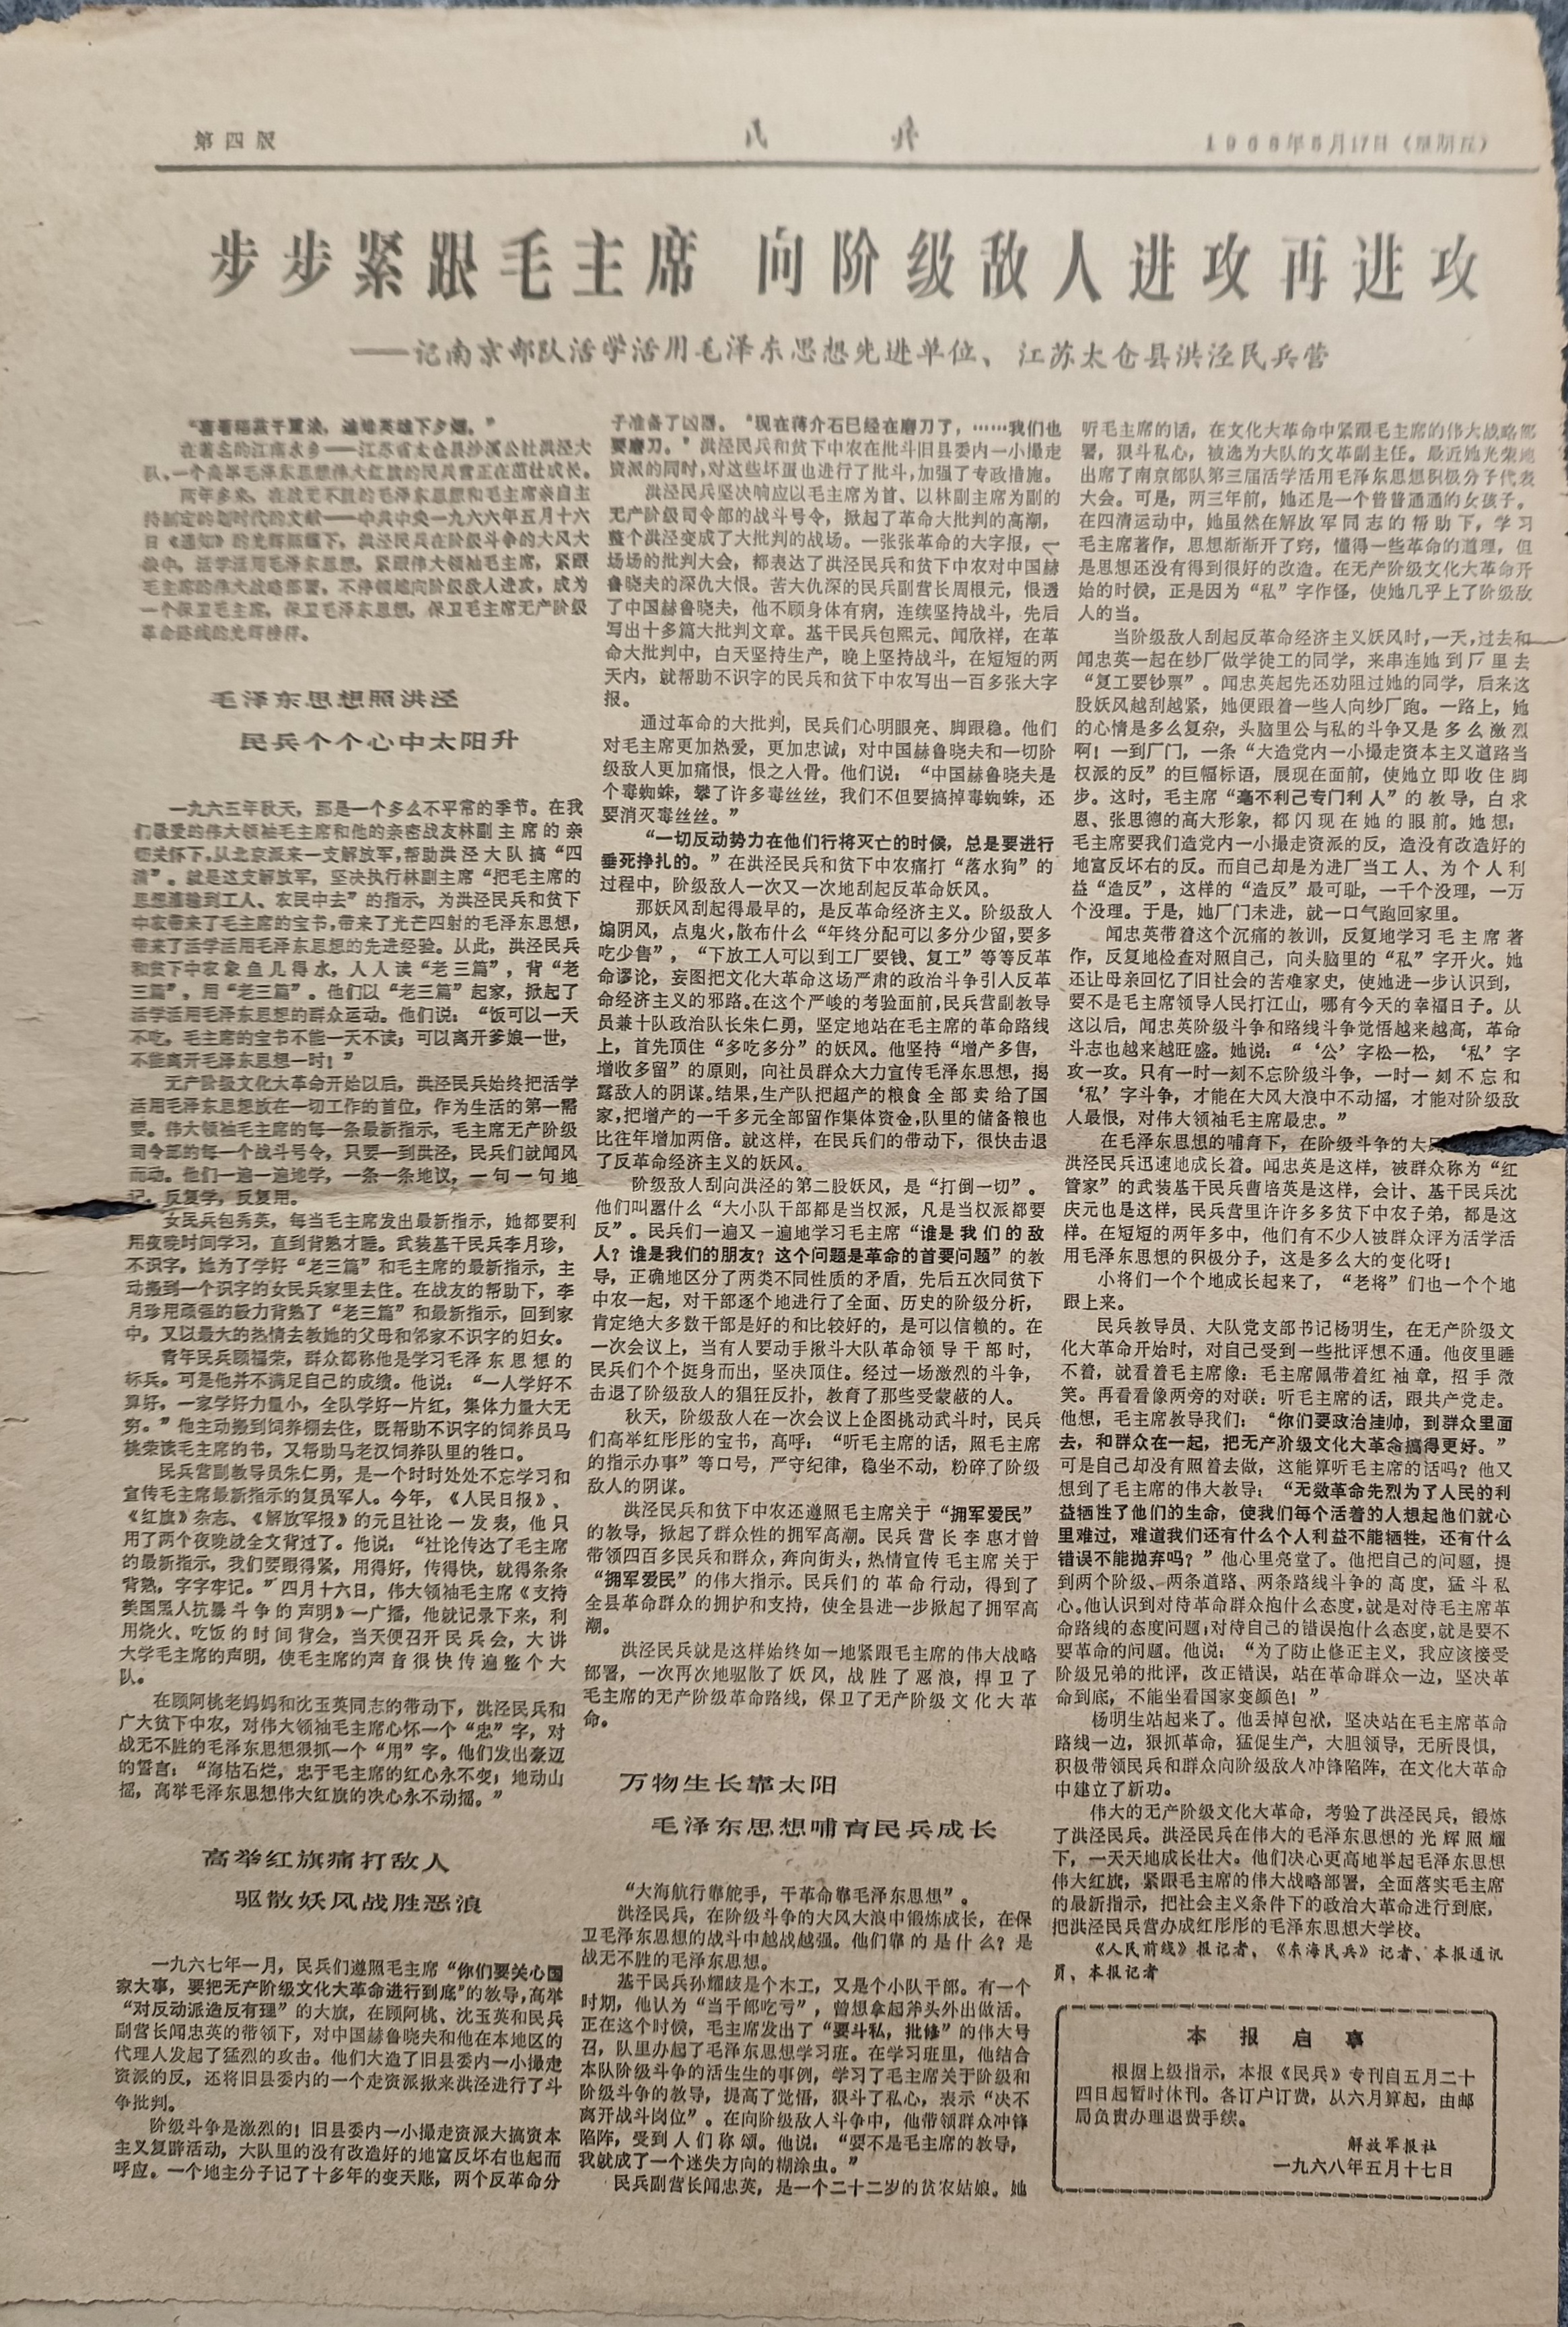 第四版
民兵
1968年5月17日（星期五）
步步紧跟毛主席 向阶级敌人进攻再进攻
——记南京部队活学活用毛泽东思想先进单位、江苏太仓县洪泾民兵营
“喜看稻菽千重浪，遍地英雄下夕烟。”
在著名的江南水乡——江苏省太仓县沙溪公社洪泾大
队，一个高举毛泽东思想伟大红旗的民兵营正在茁壮成长。
两年多来，在战无不胜的毛泽东思想和毛主席亲自主
持制定的划时代的文献——中共中央一九六六年五月十六
日《通知》的光辉照耀下，洪泾民兵在阶级斗争的大风大
浪中，活学活用毛泽东思想，紧跟伟大领袖毛主席，紧跟
毛主席的伟大战略部署，不停顿地向阶级敌人进攻，成为
一个保卫毛主席，保卫毛泽东思想，保卫毛主席无产阶级
革命路线的光辉榜样。
毛泽东思想照洪泾
民兵个个心中太阳升
一九六三年秋天，那是一个多么不平常的季节。在我
们敬爱的伟大领袖毛主席和他的亲密战友林副主席的亲
切关怀下，从北京派来一支解放军，帮助洪泾大队搞“四
清”。就是这支解放军，坚决执行林副主席“把毛主席的
思想灌输到工人、农民中去”的指示，为洪泾民兵和贫下
中农带来了毛主席的宝书，带来了光芒四射的毛泽东思想，
带来了活学活用毛泽东思想的先进经验。从此，洪泾民兵
和贫下中农象鱼儿得水，人人读“老三篇”，背“老
三篇”，用“老三篇”。他们以“老三篇”起家，掀起了
活学活用毛泽东思想的群众运动。他们说：“饭可以一天
不吃，毛主席的宝书不能一天不读；可以离开爹娘一世，
不能离开毛泽东思想一时！”
无产阶级文化大革命开始以后，洪泾民兵始终把活学
活用毛泽东思想放在一切工作的首位，作为生活的第一需
要。伟大领袖毛主席的每一条最新指示，毛主席无产阶级
司令部的每一个战斗号令，只要一到洪泾，民兵们就闻风
而动。他们一遍一遍地学，一条一条地议，一句一句地
记，反复学，反复用。
女民兵包秀英，每当毛主席发出最新指示，她都要利
用夜晚时间学习，直到背熟才睡。武装基干民兵李月珍，
不识字，她为了学好“老三篇”和毛主席的最新指示，主
动搬到一个识字的女民兵家里去住。在战友的帮助下，李
月珍用顽强的毅力背熟了“老三篇”和最新指示，回到家
中，又以最大的热情去教她的父母和邻家不识字的妇女。
青年民兵顾福荣，群众都称他是学习毛泽东思想的
标兵。可是他并不满足自己的成绩。他说：“一人学好不
算好，一家学好力量小，全队学好一片红，集体力量大无
穷。”他主动搬到饲养棚去住，既帮助不识字的饲养员马
桃荣读毛主席的书，又帮助马老汉饲养队里的牲口。
民兵营副教导员朱仁勇，是一个时时处处不忘学习和
宣传毛主席最新指示的复员军人。今年，《人民日报》、
《红旗》杂志、《解放军报》的元旦社论一发表，他只
用了两个夜晚就全文背过了。他说：“社论传达了毛主席
的最新指示，我们要跟得紧，用得好，传得快，就得条条
背熟，字字牢记。”四月十六日，伟大领袖毛主席《支持
美国黑人抗暴斗争的声明》一广播，他就记录下来，利
用烧火、吃饭的时间背会，当天便召开民兵会，大讲
大学毛主席的声明，使毛主席的声音很快传遍整个大
队。
在顾阿桃老妈妈和沈玉英同志的带动下，洪泾民兵和
广大贫下中农，对伟大领袖毛主席心怀一个“忠”字，对
战无不胜的毛泽东思想狠抓一个“用”字。他们发出豪迈
的誓言：“海枯石烂，忠于毛主席的红心永不变；地动山
摇，高举毛泽东思想伟大红旗的决心永不动摇。”
高举红旗痛打敌人
驱散妖风战胜恶浪
一九六七年一月，民兵们遵照毛主席“你们要关心国
家大事，要把无产阶级文化大革命进行到底”的教导，高举
“对反动派造反有理”的大旗，在顾阿桃、沈玉英和民兵
副营长闻忠英的带领下，对中国赫鲁晓夫和他在本地区的
代理人发起了猛烈的攻击。他们大造了旧县委内一小撮走
资派的反，还将旧县委内的一个走资派揪来洪泾进行了斗
争批判。
阶级斗争是激烈的！旧县委内一小撮走资派大搞资本
主义复辟活动，大队里的没有改造好的地富反坏右也起而
呼应。一个地主分子记了十多年的变天账，两个反革命分
子准备了凶器。“现在蒋介石已经在磨刀了，……我们也
要磨刀。”洪泾民兵和贫下中农在批斗旧县委内一小撮走
资派的同时，对这些坏蛋也进行了批斗，加强了专政措施。
洪泾民兵坚决响应以毛主席为首、以林副主席为副的
无产阶级司令部的战斗号令，掀起了革命大批判的高潮，
整个洪泾变成了大批判的战场。一张张革命的大字报，一
场场的批判大会，都表达了洪泾民兵和贫下中农对中国赫
鲁晓夫的深仇大恨。苦大仇深的民兵副营长周根元，恨透
了中国赫鲁晓夫，他不顾身体有病，连续坚持战斗，先后
写出十多篇大批判文章。基干民兵包熙元、闻欣祥，在革
命大批判中，白天坚持生产，晚上坚持战斗，在短短的两
天内，就帮助不识字的民兵和贫下中农写出一百多张大字
报。
通过革命的大批判，民兵们心明眼亮、脚跟稳。他们
对毛主席更加热爱，更加忠诚；对中国赫鲁晓夫和一切阶
级敌人更加痛恨，恨之入骨。他们说：“中国赫鲁晓夫是
个毒蜘蛛，攀了许多毒丝丝，我们不但要搞掉毒蜘蛛，还
要消灭毒丝丝。”
“一切反动势力在他们行将灭亡的时候，总是要进行
垂死挣扎的。”在洪泾民兵和贫下中农痛打“落水狗”的
过程中，阶级敌人一次又一次地刮起反革命妖风。
那妖风刮起得最早的，是反革命经济主义。阶级敌人
煽阴风，点鬼火，散布什么“年终分配可以多分少留，要多
吃少售”，“下放工人可以到工厂要钱、复工”等等反革
命谬论，妄图把文化大革命这场严肃的政治斗争引入反革
命经济主义的邪路。在这个严峻的考验面前，民兵营副教导
员兼十队政治队长朱仁勇，坚定地站在毛主席的革命路线
上，首先顶住“多吃多分”的妖风。他坚持“增产多售，
增收多留”的原则，向社员群众大力宣传毛泽东思想，揭
露敌人的阴谋。结果，生产队把超产的粮食全部卖给了国
家，把增产的一千多元全部留作集体资金，队里的储备粮也
比往年增加两倍。就这样，在民兵们的带动下，很快击退
了反革命经济主义的妖风。
阶级敌人刮向洪泾的第二股妖风，是“打倒一切”。
他们叫嚣什么“大小队干部都是当权派，凡是当权派都要
反”。民兵们一遍又一遍地学习毛主席“谁是我们的敌
人？谁是我们的朋友？这个问题是革命的首要问题”的教
导，正确地区分了两类不同性质的矛盾，先后五次同贫下
中农一起，对干部逐个地进行了全面、历史的阶级分析，
肯定绝大多数干部是好的和比较好的，是可以信赖的。在
一次会议上，当有人要动手揪斗大队革命领导干部时，
民兵们个个挺身而出，坚决顶住。经过一场激烈的斗争，
击退了阶级敌人的猖狂反扑，教育了那些受蒙蔽的人。
秋天，阶级敌人在一次会议上企图挑动武斗时，民兵
们高举红彤彤的宝书，高呼：“听毛主席的话，照毛主席
的指示办事”等口号，严守纪律，稳坐不动，粉碎了阶级
敌人的阴谋。
洪泾民兵和贫下中农还遵照毛主席关于“拥军爱民”
的教导，掀起了群众性的拥军高潮。民兵营长李惠才曾
带领四百多民兵和群众，奔向街头，热情宣传毛主席关于
“拥军爱民”的伟大指示。民兵们的革命行动，得到了
全县革命群众的拥护和支持，使全县进一步掀起了拥军高
潮。
洪泾民兵就是这样始终如一地紧跟毛主席的伟大战略
部署，一次再次地驱散了妖风，战胜了恶浪，捍卫了
毛主席的无产阶级革命路线，保卫了无产阶级文化大革
命。
万物生长靠太阳
毛泽东思想哺育民兵成长
“大海航行靠舵手，干革命靠毛泽东思想”。
洪泾民兵，在阶级斗争的大风大浪中锻炼成长，在保
卫毛泽东思想的战斗中越战越强。他们靠的是什么？是
战无不胜的毛泽东思想。
基干民兵孙耀歧是个木工，又是个小队干部。有一个
时期，他认为“当干部吃亏”，曾想拿起斧头外出做活。
正在这个时候，毛主席发出了“要斗私，批修”的伟大号
召，队里办起了毛泽东思想学习班。在学习班里，他结合
本队阶级斗争的活生生的事例，学习了毛主席关于阶级和
阶级斗争的教导，提高了觉悟，狠斗了私心，表示“决不
离开战斗岗位”。在向阶级敌人斗争中，他带领群众冲锋
陷阵，受到人们称颂。他说：“要不是毛主席的教导，
我就成了一个迷失方向的糊涂虫。”
民兵副营长闻忠英，是一个二十二岁的贫农姑娘。她
听毛主席的话，在文化大革命中紧跟毛主席的伟大战略部
署，狠斗私心，被选为大队的文革副主任。最近她光荣地
出席了南京部队第三届活学活用毛泽东思想积极分子代表
大会。可是，两三年前，她还是一个普普通通的女孩子。
在四清运动中，她虽然在解放军同志的帮助下，学习
毛主席著作，思想渐渐开了窍，懂得一些革命的道理，但
是思想还没有得到很好的改造。在无产阶级文化大革命开
始的时候，正是因为“私”字作怪，使她几乎上了阶级敌
人的当。
当阶级敌人刮起反革命经济主义妖风时，一天，过去和
闻忠英一起在纱厂做学徒工的同学，来串连她到厂里去
“复工要钞票”。闻忠英起先还劝阻过她的同学，后来这
股妖风越刮越紧，她便跟着一些人向纱厂跑。一路上，她
的心情是多么复杂，头脑里公与私的斗争又是多么激烈
啊！一到厂门，一条“大造党内一小撮走资本主义道路当
权派的反”的巨幅标语，展现在面前，使她立即收住脚
步。这时，毛主席“毫不利己专门利人”的教导，白求
恩、张思德的高大形象，都闪现在她的眼前。她想：
毛主席要我们造党内一小撮走资派的反，造没有改造好的
地富反坏右的反。而自己却是为进厂当工人、为个人利
益“造反”，这样的“造反”最可耻，一千个没理，一万
个没理。于是，她厂门未进，就一口气跑回家里。
闻忠英带着这个沉痛的教训，反复地学习毛主席著
作，反复地检查对照自己，向头脑里的“私”字开火。她
还让母亲回忆了旧社会的苦难家史，使她进一步认识到，
要不是毛主席领导人民打江山，哪有今天的幸福日子。从
这以后，闻忠英阶级斗争和路线斗争觉悟越来越高，革命
斗志也越来越旺盛。她说：“‘公’字松一松，‘私’字
攻一攻。只有一时一刻不忘阶级斗争，一时一刻不忘和
‘私’字斗争，才能在大风大浪中不动摇，才能对阶级敌
人最恨，对伟大领袖毛主席最忠。”
在毛泽东思想的哺育下，在阶级斗争的大
洪泾民兵迅速地成长着。闻忠英是这样，被群众称为“红
管家”的武装基干民兵曹培英是这样，会计、基干民兵沈
庆元也是这样，民兵营里许许多多贫下中农子弟，都是这
样。在短短的两年多中，他们有不少人被群众评为活学活
用毛泽东思想的积极分子，这是多么大的变化呀！
小将们一个个地成长起来了，“老将”们也一个个地
跟上来。
民兵教导员、大队党支部书记杨明生，在无产阶级文
化大革命开始时，对自己受到一些批评想不通。他夜里睡
不着，就看着毛主席像：毛主席佩带着红袖章，招手微
笑。再看看像两旁的对联：听毛主席的话，跟共产党走。
他想，毛主席教导我们：“你们要政治挂帅，到群众里面
去，和群众在一起，把无产阶级文化大革命搞得更好。”
可是自己却没有照着去做，这能算听毛主席的话吗？他又
想到了毛主席的伟大教导：“无数革命先烈为了人民的利
益牺牲了他们的生命，使我们每个活着的人想起他们就心
里难过，难道我们还有什么个人利益不能牺牲，还有什么
错误不能抛弃吗？”他心里亮堂了。他把自己的问题，提
到两个阶级、两条道路、两条路线斗争的高度，猛斗私
心。他认识到对待革命群众抱什么态度，就是对待毛主席革
命路线的态度问题；对待自己的错误抱什么态度，就是要不
要革命的问题。他说：“为了防止修正主义，我应该接受
阶级兄弟的批评，改正错误，站在革命群众一边，坚决革
命到底，不能坐看国家变颜色！”
杨明生站起来了。他丢掉包袱，坚决站在毛主席革命
路线一边，狠抓革命，猛促生产，大胆领导，无所畏惧，
积极带领民兵和群众向阶级敌人冲锋陷阵，在文化大革命
中建立了新功。
伟大的无产阶级文化大革命，考验了洪泾民兵，锻炼
了洪泾民兵。洪泾民兵在伟大的毛泽东思想的光辉照耀
下，一天天地成长壮大。他们决心更高地举起毛泽东思想
伟大红旗，紧跟毛主席的伟大战略部署，全面落实毛主席
的最新指示，把社会主义条件下的政治大革命进行到底，
把洪泾民兵营办成红彤彤的毛泽东思想大学校。
《人民前线》报记者、《东海民兵》记者、本报通讯
员、本报记者
本报启事
根据上级指示，本报《民兵》专刊自五月二十
四日起暂时休刊。各订户订费，从六月算起，由邮
局负责办理退费手续。
解放军报社
一九六八年五月十七日